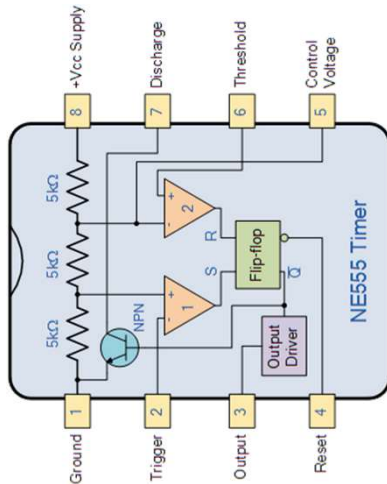 +Vcc Supply
Discharge
Threshold
Control
Voltage
8
7
6
5
5kΩ
5kΩ
5kΩ
+
-
2
+
-
1
R
S
Flip-flop
Q
NPN
Output
Driver
NE555 Timer
1
2
3
4
Ground
Trigger
Output
Reset